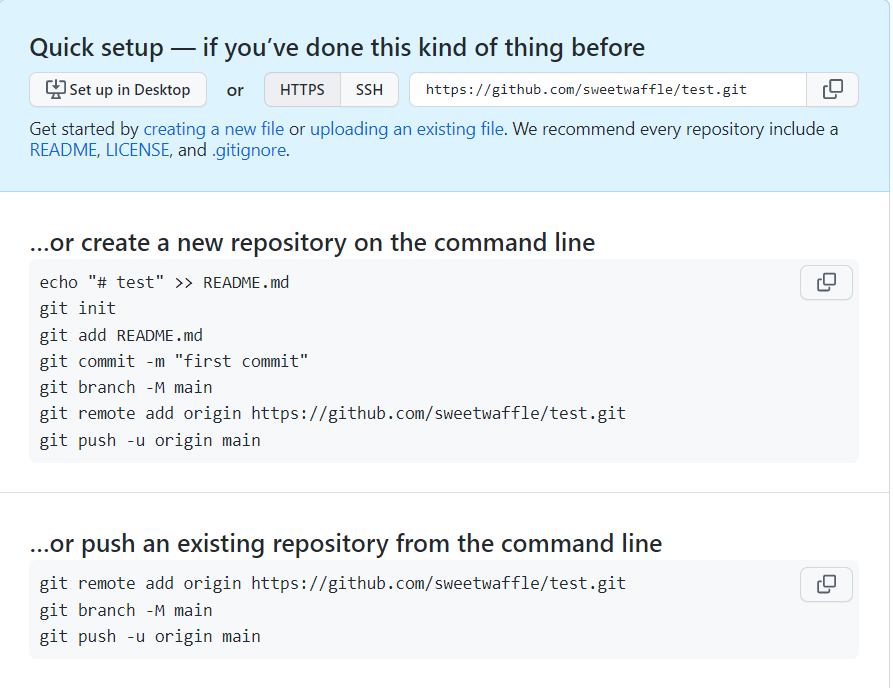 Quick setup — if you’ve done this kind of thing before
Set up in Desktop or HTTPS SSH https://github.com/sweetwaffle/test.git
Get started by creating a new file or uploading an existing file. We recommend every repository include a
README, LICENSE, and .gitignore.
…or create a new repository on the command line
echo "# test" >> README.md
git init
git add README.md
git commit -m "first commit"
git branch -M main
git remote add origin https://github.com/sweetwaffle/test.git
git push -u origin main
…or push an existing repository from the command line
git remote add origin https://github.com/sweetwaffle/test.git
git branch -M main
git push -u origin main